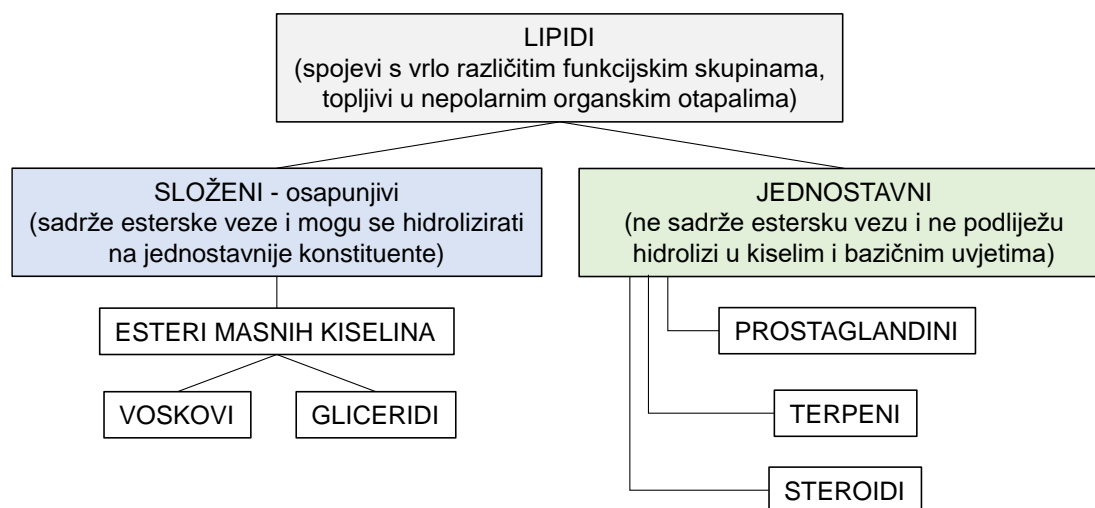 LIPIDI
(spojevi s vrlo različitim funkcijskim skupinama,
topljivi u nepolarnim organskim otapalima)
SLOŽENI - osapunjivi
(sadrže esterske veze i mogu se hidrolizirati
na jednostavnije konstituente)
JEDNOSTAVNI
(ne sadrže estersku vezu i ne podliježu
hidrolizi u kiselim i bazičnim uvjetima)
ESTERI MASNIH KISELINA
VOSKOVI
GLICERIDI
PROSTAGLANDINI
TERPENI
STEROIDI